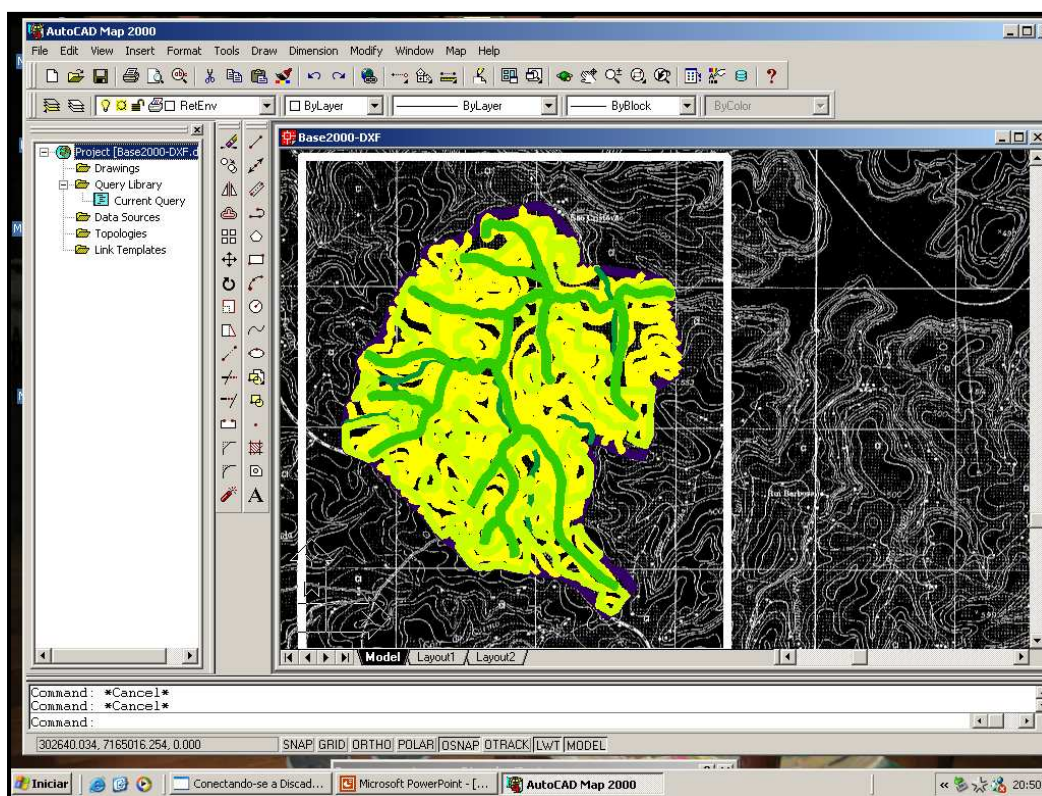 AutoCAD Map 2000
File Edit View Insert Format Tools Draw Dimension Modify Window Map Help
RetEnv ByLayer ByLayer ByBlock ByColor
Project [Base2000-DXF.d
Drawings
Query Library
Current Query
Data Sources
Topologies
Link Templates
Base2000-DXF
Model Layout1 Layout2
Command: *Cancel*
Command: *Cancel*
Command:
302640.034, 7165016.254, 0.000 SNAP GRID ORTHO POLAR OSNAP OTRACK LWT MODEL
Iniciar Conectando-se a Discad... Microsoft PowerPoint - [... AutoCAD Map 2000 « 20:50